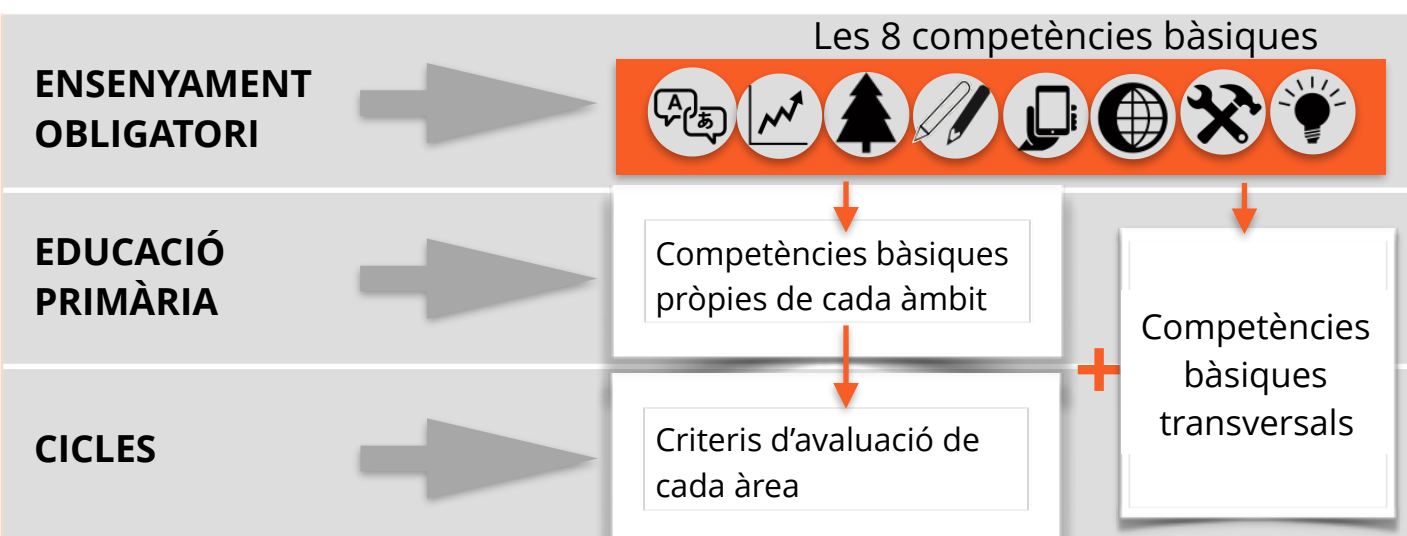 Les 8 competències bàsiques
ENSENYAMENT
OBLIGATORI
A
あ
EDUCACIÓ
PRIMÀRIA
Competències bàsiques
pròpies de cada àmbit
+
Competències
bàsiques
transversals
CICLES
Criteris d’avaluació de
cada àrea